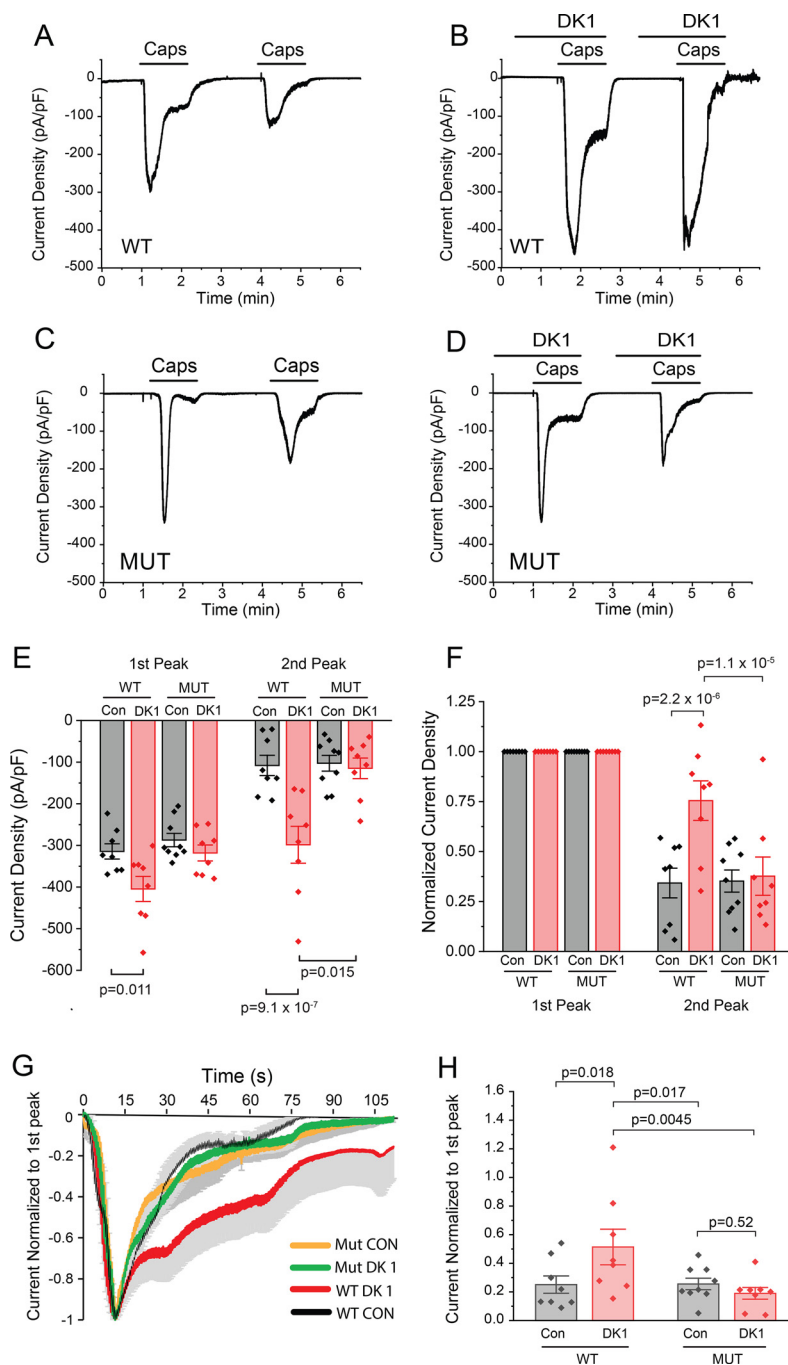 A
Caps
Caps
0
-100
-200
-300
-400
-500
Current Density (pA/pF)
WT
0 1 2 3 4 5 6
Time (min)
B
DK1
DK1
Caps
Caps
0
-100
-200
-300
-400
-500
Current Density (pA/pF)
WT
0 1 2 3 4 5 6
Time (min)
C
Caps
Caps
0
-100
-200
-300
-400
-500
Current Density (pA/pF)
MUT
0 1 2 3 4 5 6
Time (min)
D
DK1
DK1
Caps
Caps
0
-100
-200
-300
-400
-500
Current Density (pA/pF)
MUT
0 1 2 3 4 5 6
Time (min)
E
1st Peak 2nd Peak
WT MUT WT MUT
Con DK1 Con DK1 Con DK1 Con DK1
0
-100
-200
-300
-400
-500
-600
Current Density (pA/pF)
p=0.011
p=0.015
p=9.1 x 10-7
F
p=1.1 x 10-5
p=2.2 x 10-6
1.25
1.00
0.75
0.50
0.25
0.00
Normalized Current Density
Con DK1 Con DK1 Con DK1 Con DK1
WT MUT WT MUT
1st Peak 2nd Peak
G
Time (s)
0 15 30 45 60 75 90 105
0
-0.2
-0.4
-0.6
-0.8
-1
Current Normalized to 1st peak
Mut CON
Mut DK 1
WT DK 1
WT CON
H
p=0.018
p=0.017
p=0.0045
p=0.52
1.6
1.4
1.2
1.0
0.8
0.6
0.4
0.2
0.0
Current Normalized to 1st peak
Con DK1 Con DK1
WT MUT